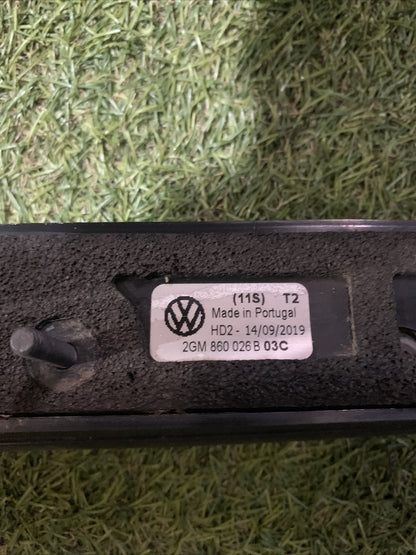 (11S) T2
Made in Portugal
HD2 - 14/09/2019
2GM 860 026 B 03C